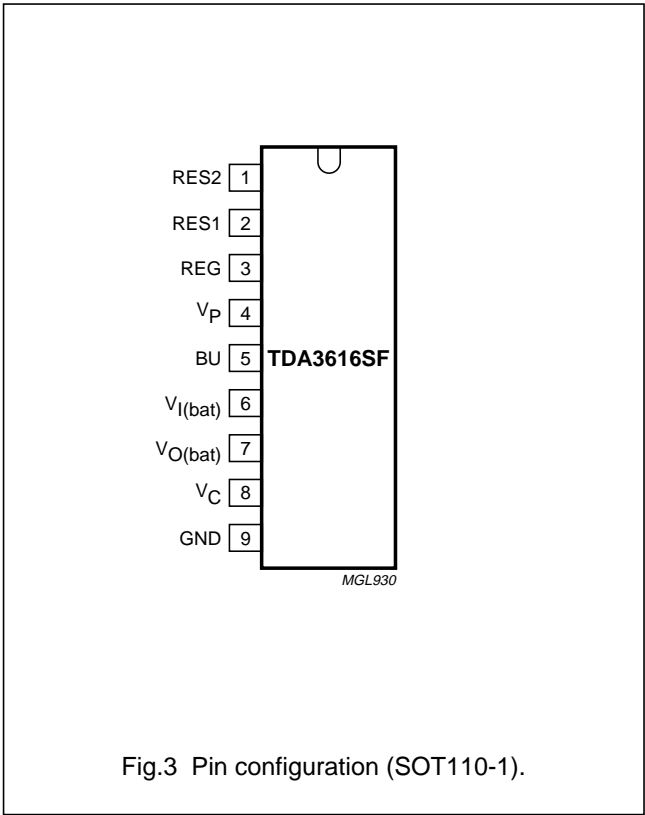 RES2 1
RES1 2
REG 3
VP 4
BU 5 TDA3616SF
VI(bat) 6
VO(bat) 7
VC 8
GND 9
MGL930
Fig.3 Pin configuration (SOT110-1).